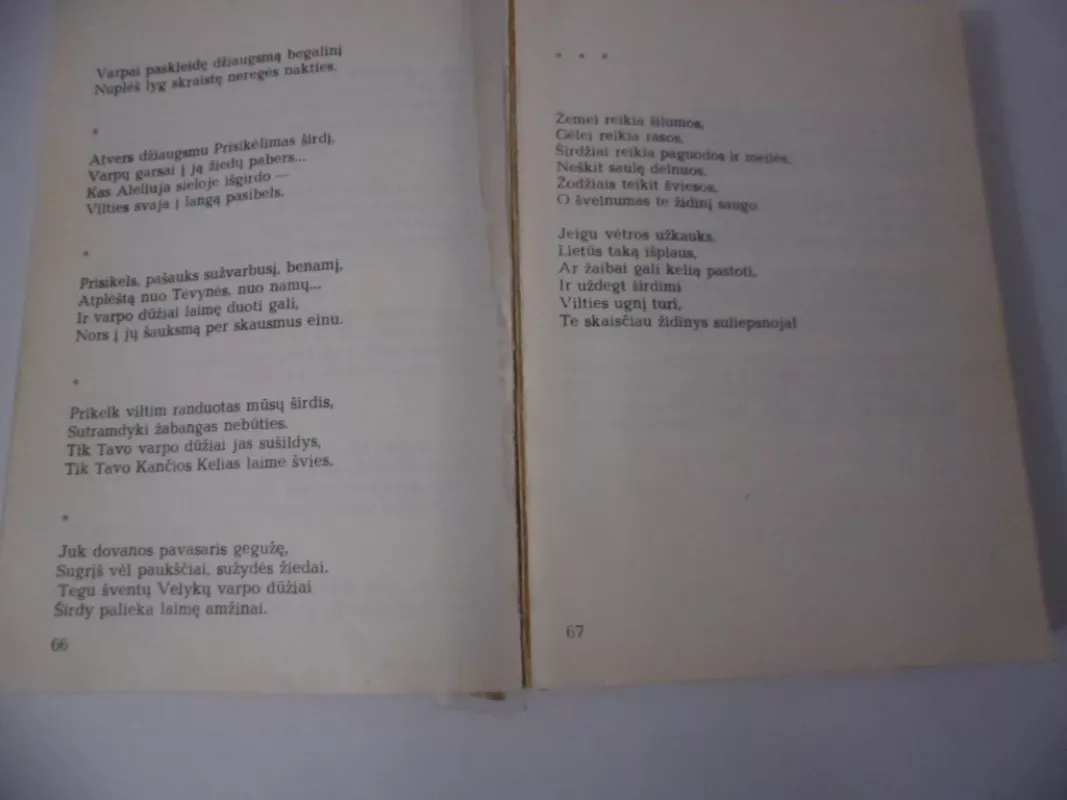 Varpai paskleidę džiaugsmą begalinį
Nuplėš lyg skraistę neregės nakties.
*
Atvers džiaugsmu Prisikėlimas širdį,
Varpų garsai į ją žiedų pabers...
Kas Aleliuja sieloje išgirdo —
Vilties svaja į langą pasibels.
*
Prisikels, pašauks sužvarbusį, benamį,
Atplėštą nuo Tėvynės, nuo namų...
Ir varpo dūžiai laimę duoti gali,
Nors į jų šauksmą per skausmus einu.
*
Prikelk viltim randuotas mūsų širdis,
Sutramdyki žabangas nebūties.
Tik Tavo varpo dūžiai jas sušildys,
Tik Tavo Kančios Kelias laime švies.
*
Juk dovanos pavasaris gegužę,
Sugrįš vėl paukščiai, sužydės žiedai.
Tegu šventų Velykų varpo dūžiai
Širdy palieka laimę amžinai.
66
* * *
Žemei reikia šilumos,
Gėlei reikia rasos,
Širdžiai reikia paguodos ir meilės.
Neškit saulę delnuos,
Žodžiais teikit šviesos,
O švelnumas te židinį saugo.
Jeigu vėtros užkauks,
Lietūs taką išplaus,
Ar žaibai gali kelią pastoti,
Ir uždegt širdimi
Vilties ugnį turi,
Te skaisčiau židinys suliepsnoja!
67